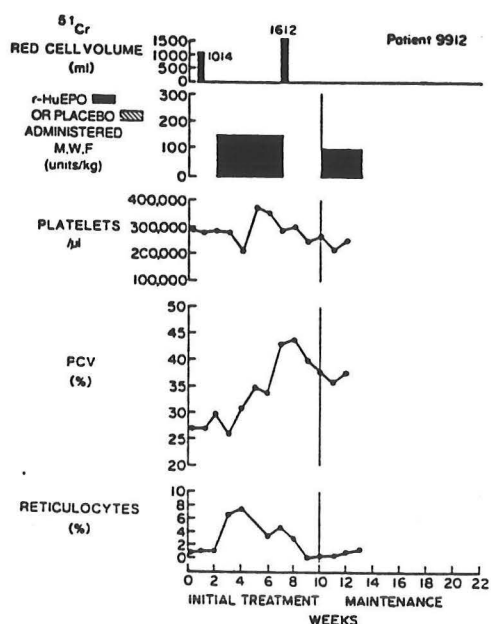 51Cr
RED CELL VOLUME
(ml)
1500
1000
500
0
1014
1612
Patient 9912
r-HuEPO
OR PLACEBO
ADMINISTERED
M.W.F
(units/kg)
300
200
100
0
PLATELETS
/μl
400,000
300,000
200,000
100,000
PCV
(%)
50
45
40
35
30
25
20
RETICULOCYTES
(%)
10
8
6
4
2
0
0 2 4 6 8 10 12 14 16 18 20 22
INITIAL TREATMENT MAINTENANCE
WEEKS